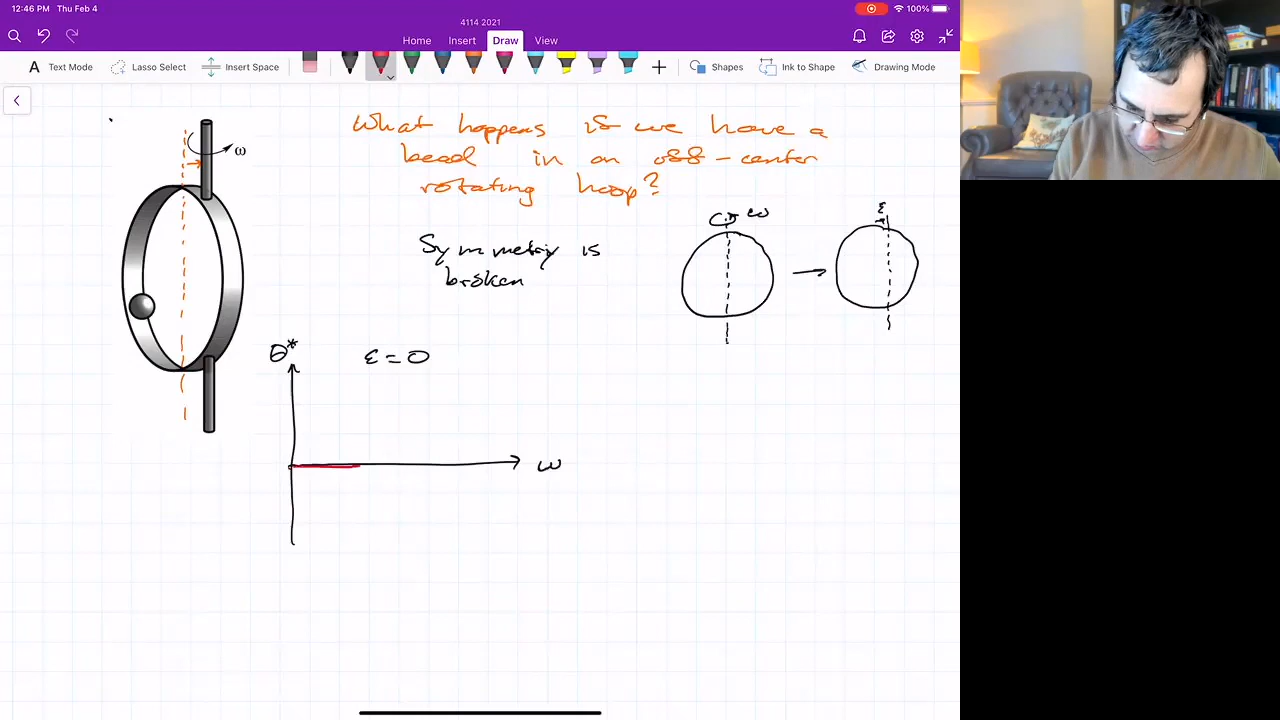 12:46 PM Thu Feb 4
100%
4114 2021
Home Insert Draw View
Text Mode Lasso Select Insert Space Shapes Ink to Shape Drawing Mode
ω
What happens if we have a
bead in an off-center
rotating hoop?
Symmetry is
broken
ω
ε
θ*
ε = 0
ω